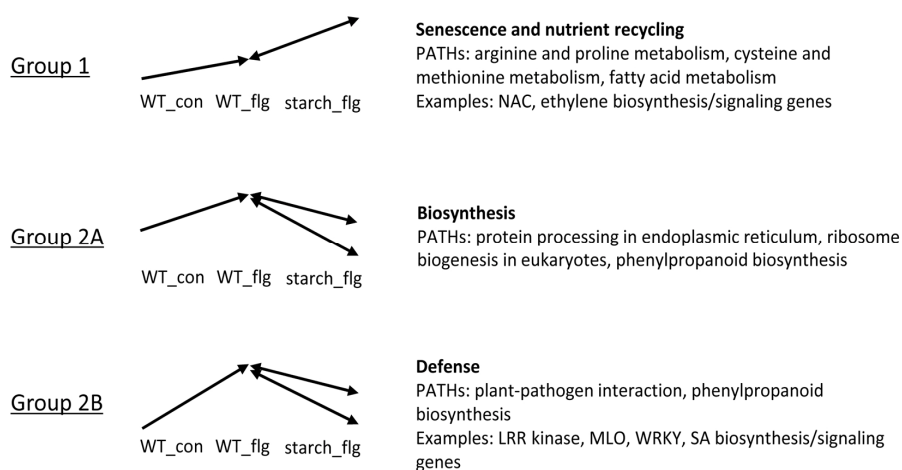 Group 1
WT_con WT_flg starch_flg
Senescence and nutrient recycling
PATHs: arginine and proline metabolism, cysteine and
methionine metabolism, fatty acid metabolism
Examples: NAC, ethylene biosynthesis/signaling genes
Group 2A
WT_con WT_flg starch_flg
Biosynthesis
PATHs: protein processing in endoplasmic reticulum, ribosome
biogenesis in eukaryotes, phenylpropanoid biosynthesis
Group 2B
WT_con WT_flg starch_flg
Defense
PATHs: plant-pathogen interaction, phenylpropanoid
biosynthesis
Examples: LRR kinase, MLO, WRKY, SA biosynthesis/signaling
genes